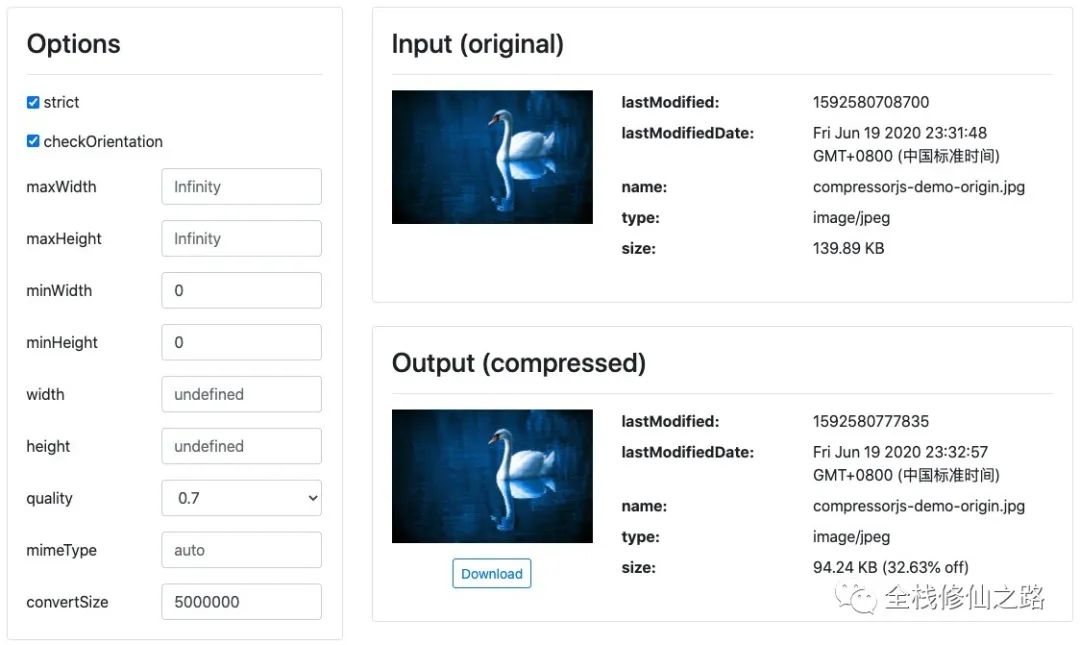 Options
strict
checkOrientation
maxWidth Infinity
maxHeight Infinity
minWidth 0
minHeight 0
width undefined
height undefined
quality 0.7
mimeType auto
convertSize 5000000
Input (original)
lastModified: 1592580708700
lastModifiedDate: Fri Jun 19 2020 23:31:48
GMT+0800 (中国标准时间)
name: compressorjs-demo-origin.jpg
type: image/jpeg
size: 139.89 KB
Output (compressed)
lastModified: 1592580777835
lastModifiedDate: Fri Jun 19 2020 23:32:57
GMT+0800 (中国标准时间)
name: compressorjs-demo-origin.jpg
type: image/jpeg
size: 94.24 KB (32.63% off)
Download
全栈修仙之路